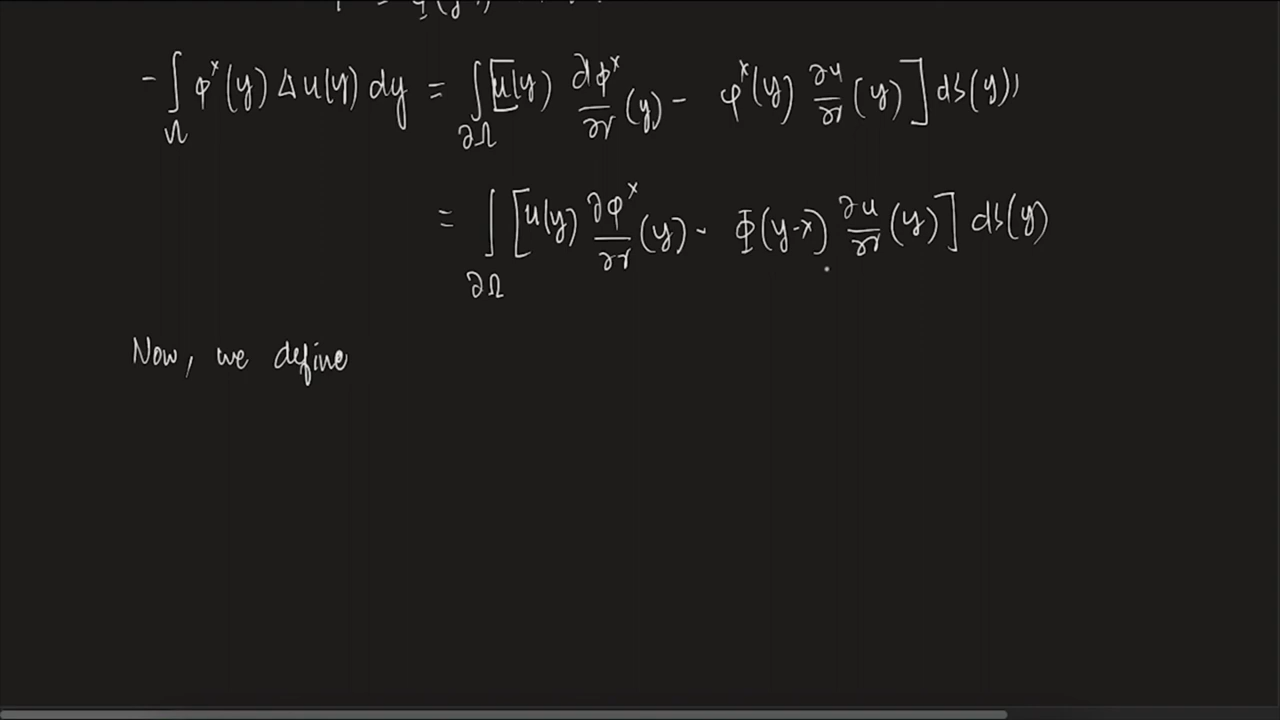 -∫_Ω φ^x(y) Δu(y) dy = ∫_∂Ω [u(y) ∂φ^x/∂γ (y) - φ^x(y) ∂u/∂γ (y)] ds(y)
= ∫_∂Ω [u(y) ∂φ^x/∂γ (y) - Φ(y-x) ∂u/∂γ (y)] ds(y)
Now, we define